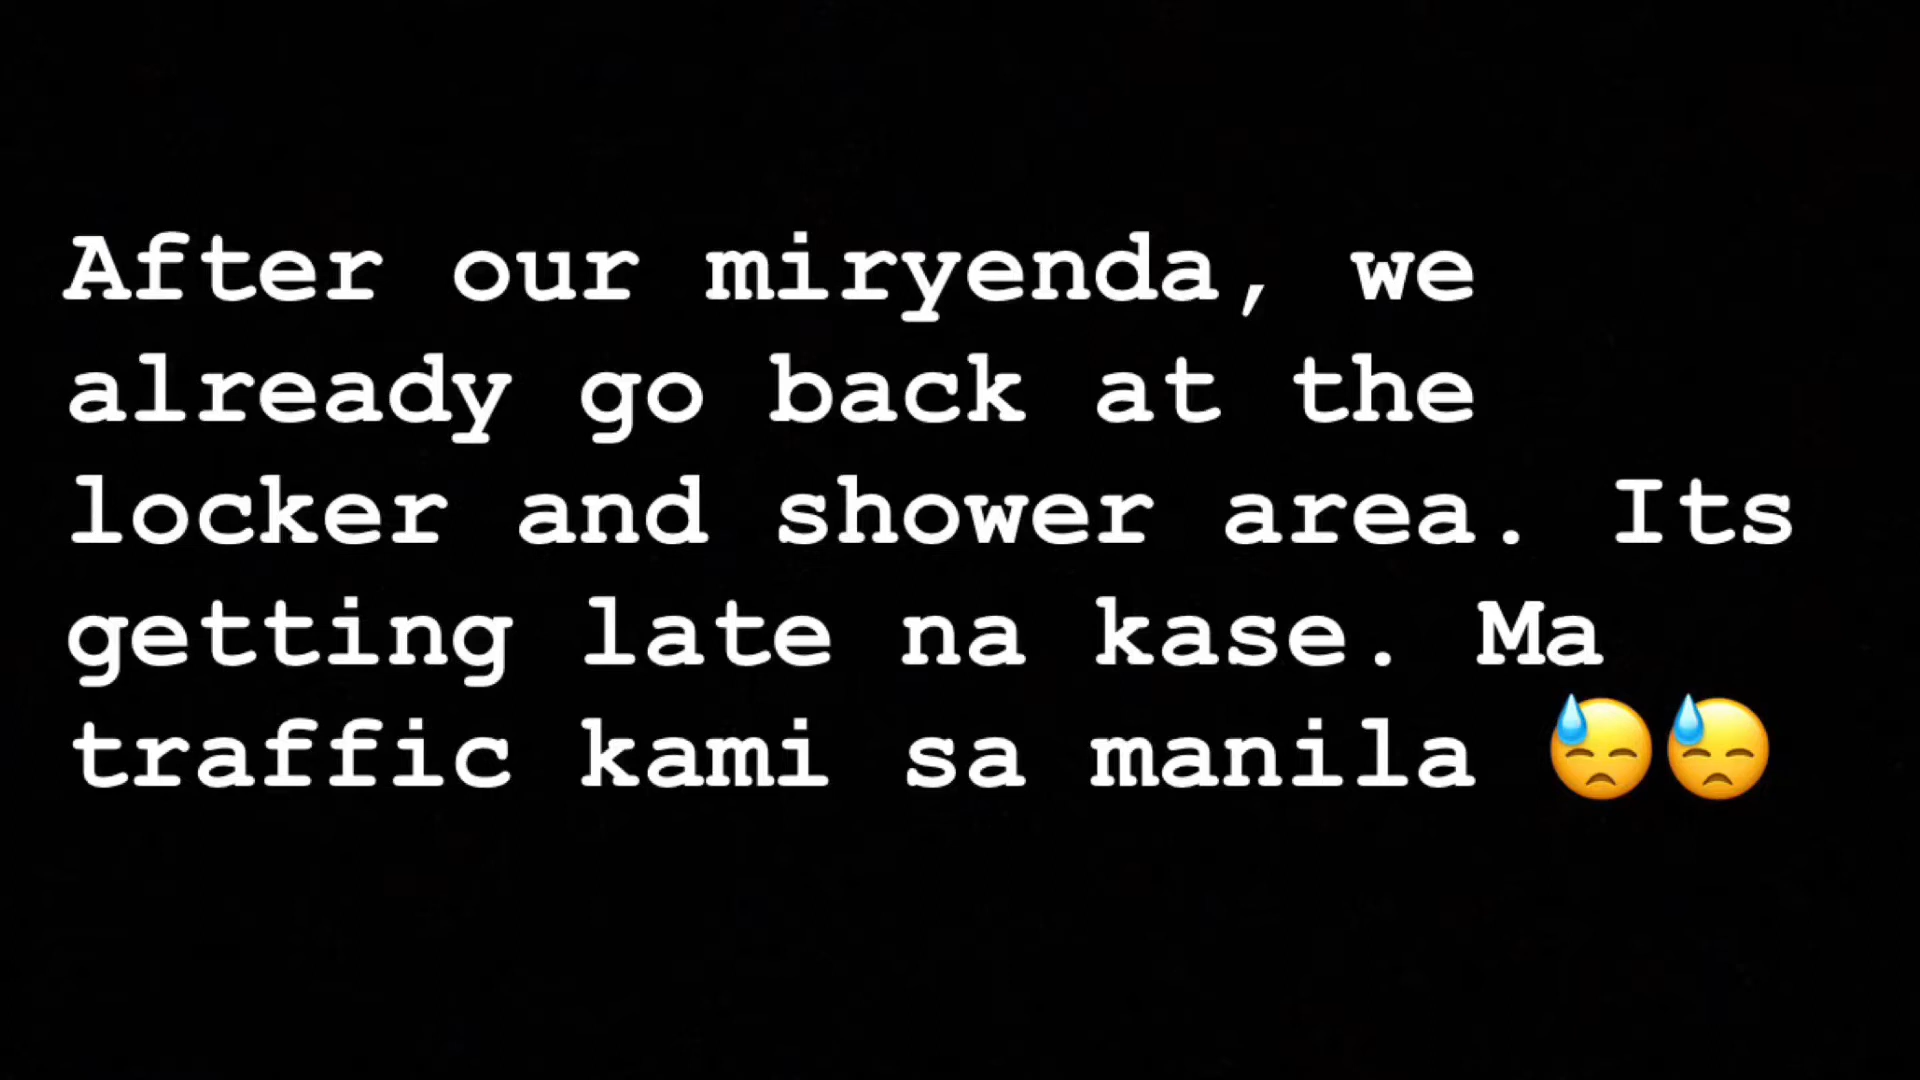 After our miryenda, we
already go back at the
locker and shower area. Its
getting late na kase. Ma
traffic kami sa manila 😓😓